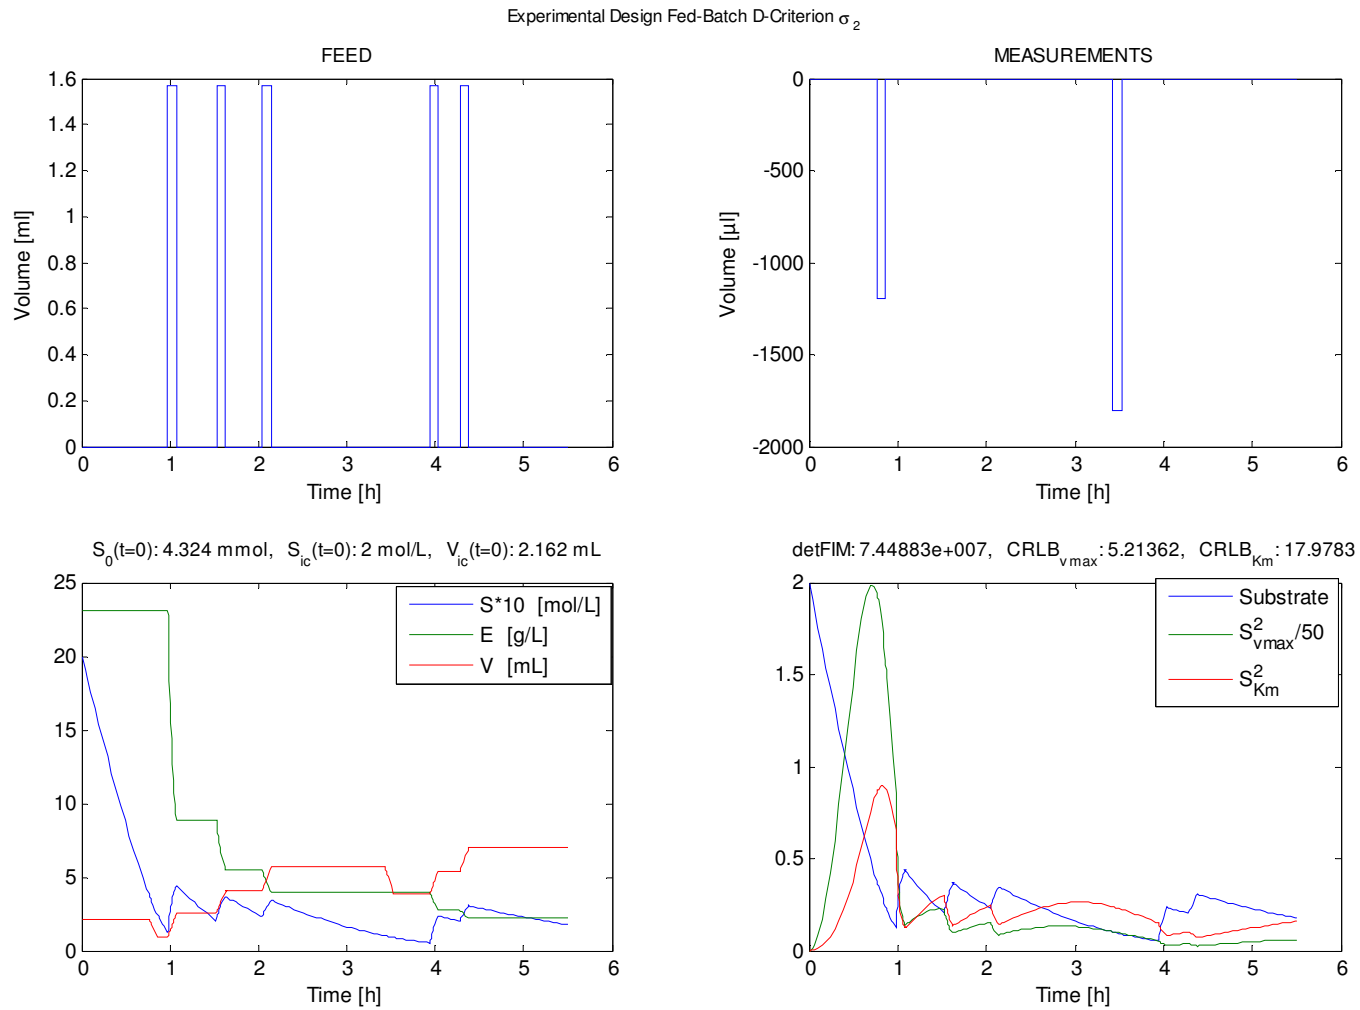 Experimental Design Fed-Batch D-Criterion σ2
FEED
1.6
1.4
1.2
1
0.8
0.6
0.4
0.2
0
Volume [ml]
0 1 2 3 4 5 6
Time [h]
MEASUREMENTS
0
-500
-1000
-1500
-2000
Volume [µl]
0 1 2 3 4 5 6
Time [h]
S0(t=0): 4.324 mmol, Sic(t=0): 2 mol/L, Vic(t=0): 2.162 mL
25
20
15
10
5
0
S*10 [mol/L]
E [g/L]
V [mL]
0 1 2 3 4 5 6
Time [h]
detFIM: 7.44883e+007, CRLBvmax: 5.21362, CRLBKm: 17.9783
2
1.5
1
0.5
0
Substrate
S2vmax/50
S2Km
0 1 2 3 4 5 6
Time [h]